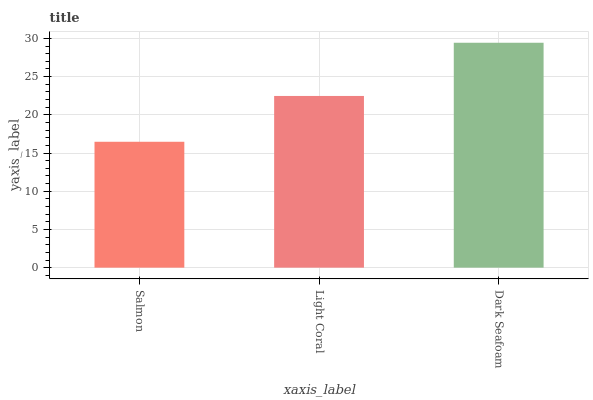 title
30
25
20
15
10
5
0
yaxis_label
Salmon
Light Coral
Dark Seafoam
xaxis_label